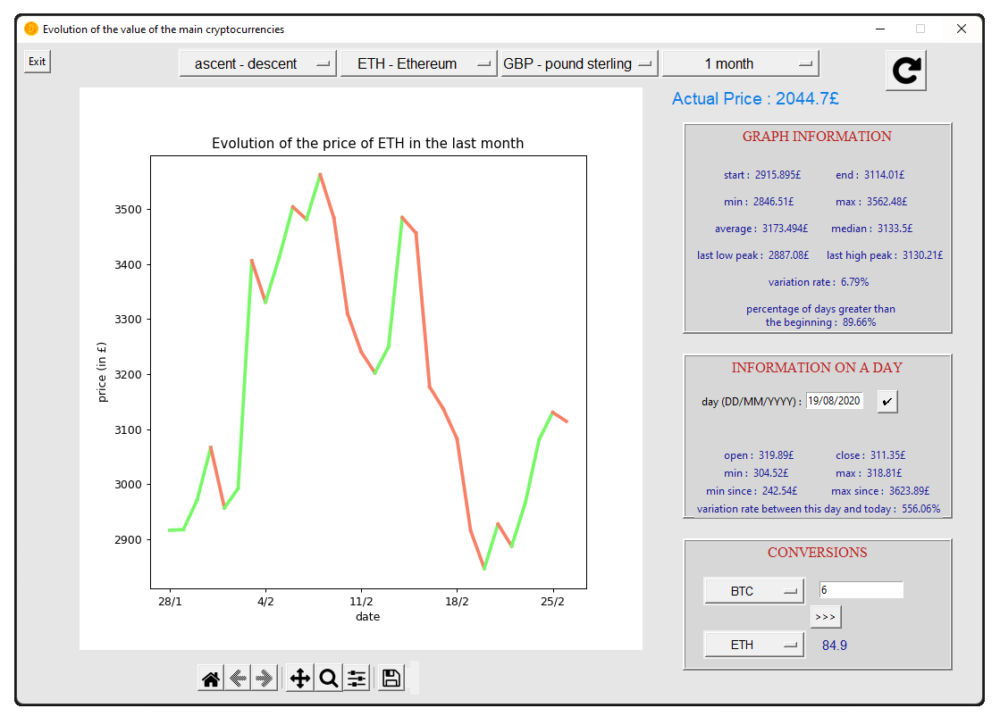 Evolution of the value of the main cryptocurrencies
Exit
ascent - descent
ETH - Ethereum
GBP - pound sterling
1 month
Actual Price : 2044.7£
Evolution of the price of ETH in the last month
3500
3400
3300
3200
3100
3000
2900
price (in £)
28/1
4/2
11/2
18/2
25/2
date
GRAPH INFORMATION
start : 2915.895£ end : 3114.01£
min : 2846.51£ max : 3562.48£
average : 3173.494£ median : 3133.5£
last low peak : 2887.08£ last high peak : 3130.21£
variation rate : 6.79%
percentage of days greater than
the beginning : 89.66%
INFORMATION ON A DAY
day (DD/MM/YYYY) : 19/08/2020 ✔
open : 319.89£ close : 311.35£
min : 304.52£ max : 318.81£
min since : 242.54£ max since : 3623.89£
variation rate between this day and today : 556.06%
CONVERSIONS
BTC 6
>>>
ETH 84.9